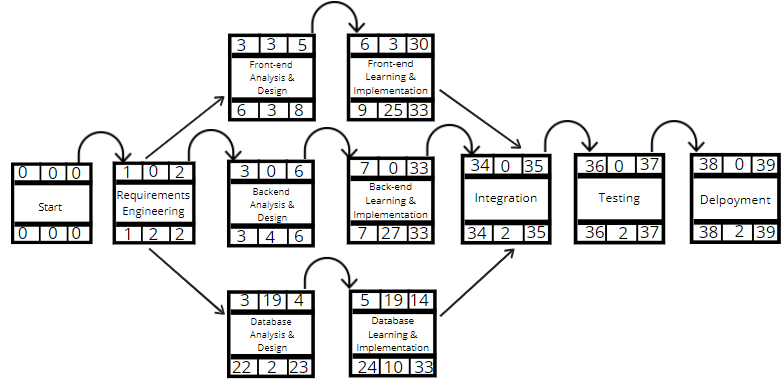 3 3 5
Front-end
Analysis &
Design
6 3 8
6 3 30
Front-end
Learning &
Implementation
9 25 33
0 0 0
Start
0 0 0
1 0 2
Requirements
Engineering
1 2 2
3 0 6
Backend
Analysis &
Design
3 4 6
7 0 33
Back-end
Learning &
Implementation
7 27 33
34 0 35
Integration
34 2 35
36 0 37
Testing
36 2 37
38 0 39
Delpoyment
38 2 39
3 19 4
Database
Analysis &
Design
22 2 23
5 19 14
Database
Learning &
Implementation
24 10 33